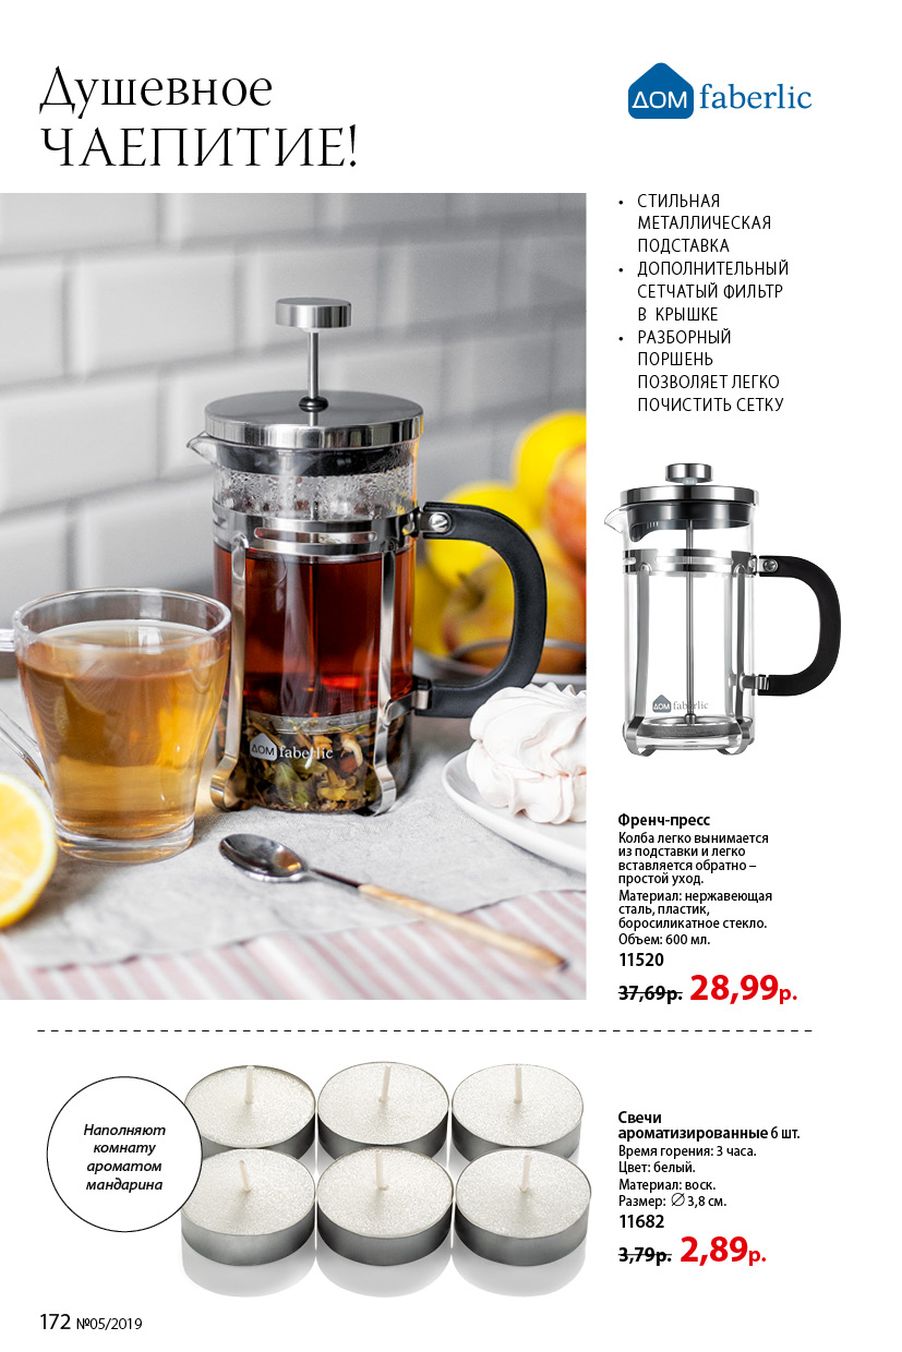 Душевное
ЧАЕПИТИЕ!
ДОМ faberlic
• СТИЛЬНАЯ
МЕТАЛЛИЧЕСКАЯ
ПОДСТАВКА
• ДОПОЛНИТЕЛЬНЫЙ
СЕТЧАТЫЙ ФИЛЬТР
В КРЫШКЕ
• РАЗБОРНЫЙ
ПОРШЕНЬ
ПОЗВОЛЯЕТ ЛЕГКО
ПОЧИСТИТЬ СЕТКУ
ДОМ faberlic
ДОМ faberlic
Френч-пресс
Колба легко вынимается
из подставки и легко
вставляется обратно –
простой уход.
Материал: нержавеющая
сталь, пластик,
боросиликатное стекло.
Объем: 600 мл.
11520
37,69р. 28,99р.
Наполняют
комнату
ароматом
мандарина
Свечи
ароматизированные 6 шт.
Время горения: 3 часа.
Цвет: белый.
Материал: воск.
Размер: ∅ 3,8 см.
11682
3,79р. 2,89р.
172 №05/2019